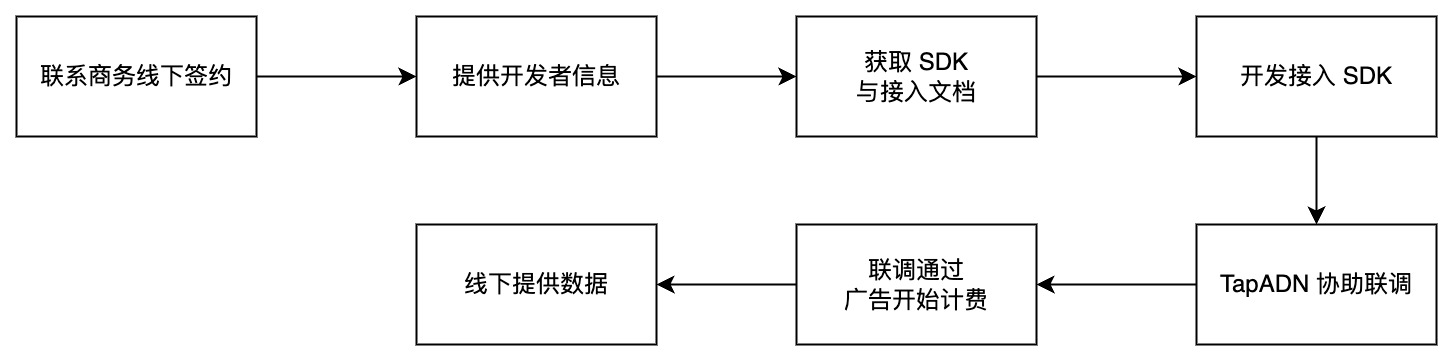 联系商务线下签约
提供开发者信息
获取 SDK
与接入文档
开发接入 SDK
TapADN 协助联调
联调通过
广告开始计费
线下提供数据